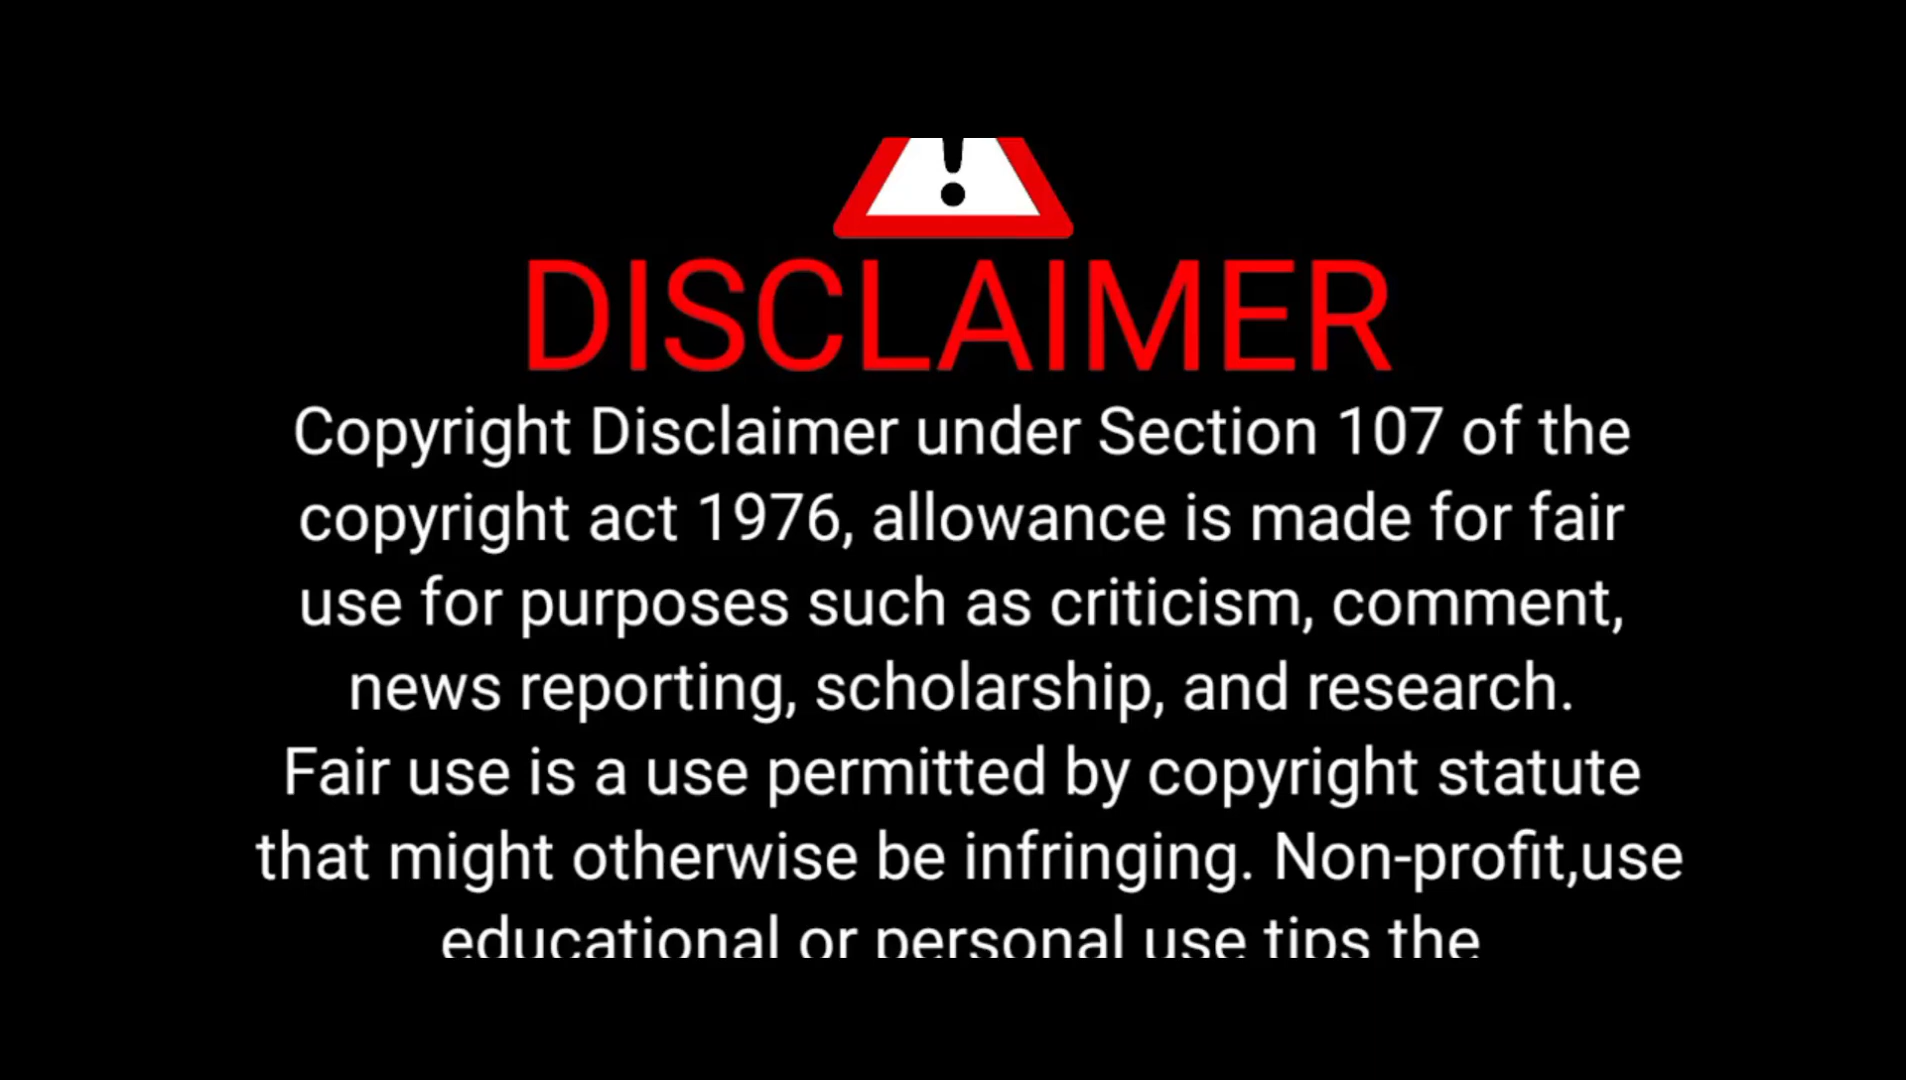 DISCLAIMER
Copyright Disclaimer under Section 107 of the
copyright act 1976, allowance is made for fair
use for purposes such as criticism, comment,
news reporting, scholarship, and research.
Fair use is a use permitted by copyright statute
that might otherwise be infringing. Non-profit,use
educational or personal use tips the